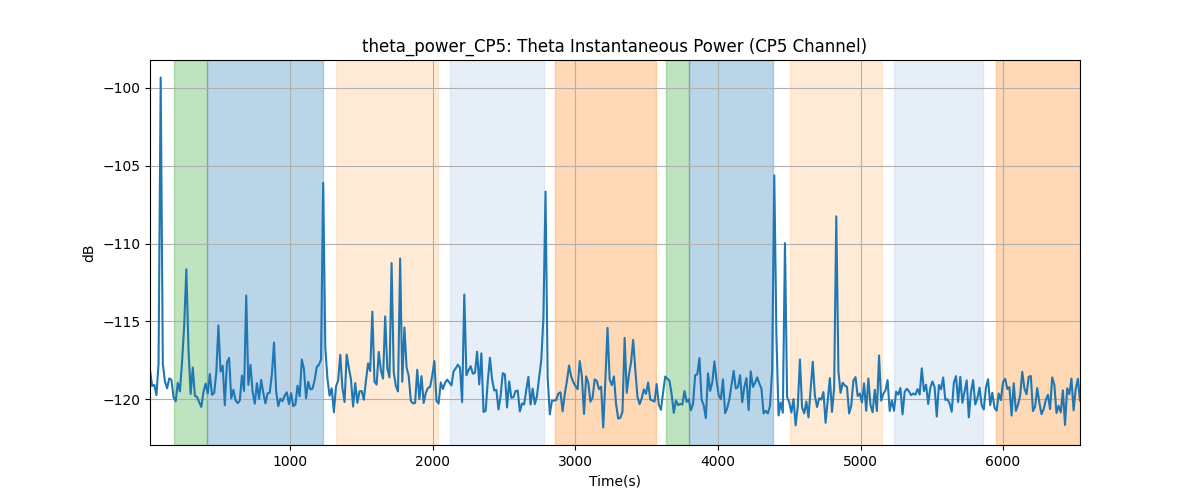 theta_power_CP5: Theta Instantaneous Power (CP5 Channel)
−100
−105
−110
−115
−120
dB
1000 2000 3000 4000 5000 6000
Time(s)